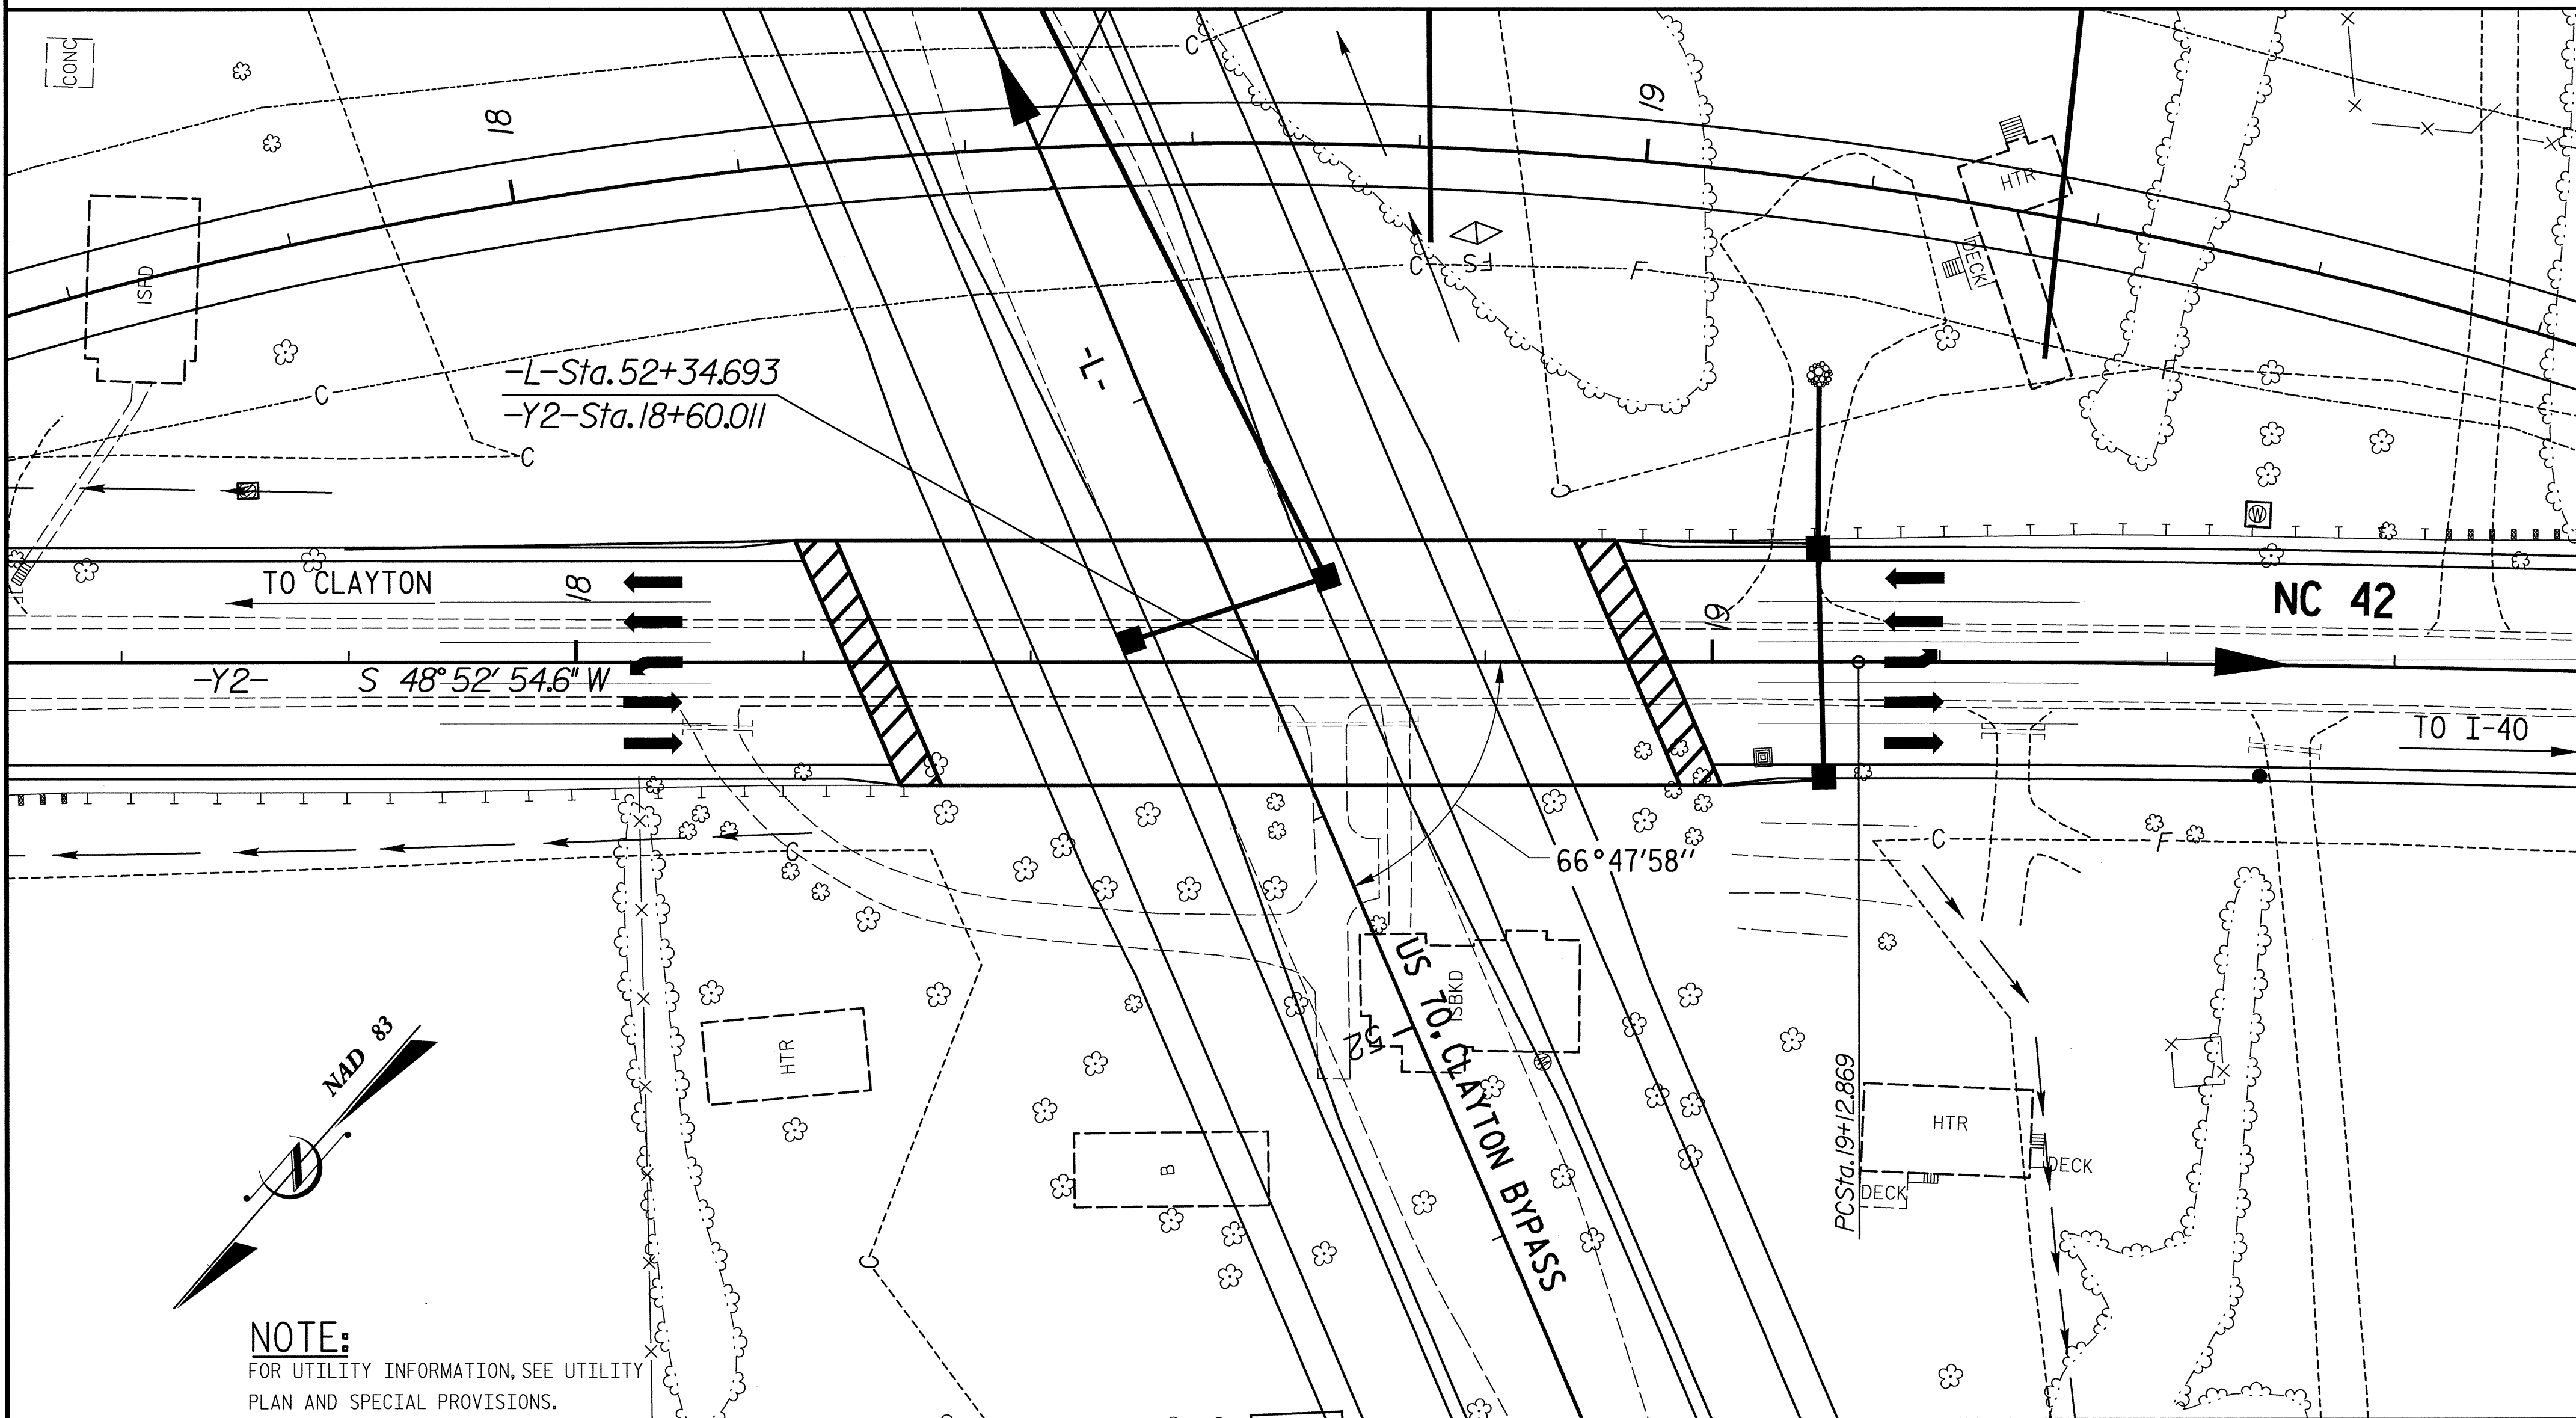 CONC
C
18
19
HTR
ISFD
DECK
FS
C
F
-L-
-L-Sta. 52+34.693
-Y2-Sta. 18+60.011
C
F
C
C
W
TO CLAYTON
18
19
NC 42
-Y2- S 48° 52' 54.6" W
TO I-40
C
C
F
66°47'58"
US 70, CLAYTON BYPASS
ISBKD
52
W
NAD 83
HTR
PCSta. 19+12.869
HTR
DECK
DECK
B
C
NOTE:
FOR UTILITY INFORMATION, SEE UTILITY
PLAN AND SPECIAL PROVISIONS.